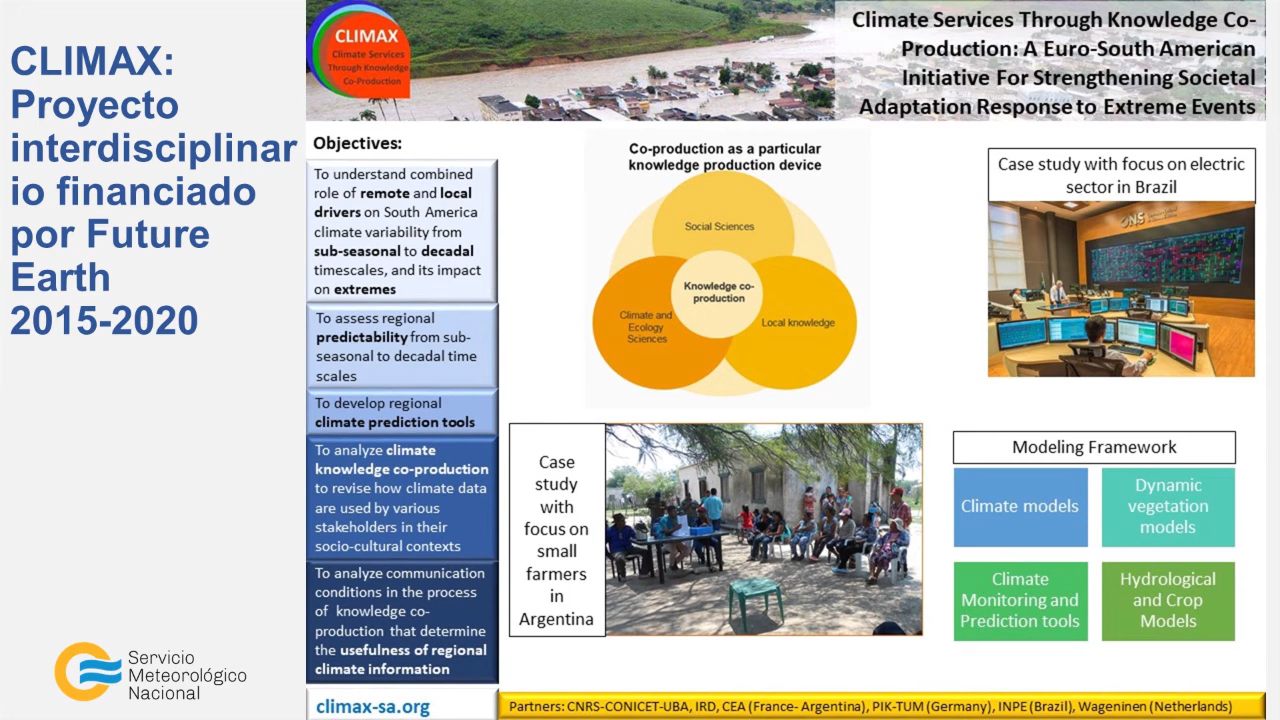 CLIMAX:
Proyecto
interdisciplinar
io financiado
por Future
Earth
2015-2020
Servicio
Meteorológico
Nacional
CLIMAX
Climate Services
Through Knowledge
Co-Production
Climate Services Through Knowledge Co-
Production: A Euro-South American
Initiative For Strengthening Societal
Adaptation Response to Extreme Events
Objectives:
To understand combined
role of remote and local
drivers on South America
climate variability from
sub-seasonal to decadal
timescales, and its impact
on extremes
To assess regional
predictability from sub-
seasonal to decadal time
scales
To develop regional
climate prediction tools
To analyze climate
knowledge co-production
to revise how climate data
are used by various
stakeholders in their
socio-cultural contexts
To analyze communication
conditions in the process
of knowledge co-
production that determine
the usefulness of regional
climate information
climax-sa.org
Co-production as a particular
knowledge production device
Social Sciences
Knowledge co-
production
Climate and
Ecology
Sciences
Local knowledge
Case study with focus on electric
sector in Brazil
ONS
Case
study
with
focus on
small
farmers
in
Argentina
Modeling Framework
Climate models
Dynamic
vegetation
models
Climate
Monitoring and
Prediction tools
Hydrological
and Crop
Models
Partners: CNRS-CONICET-UBA, IRD, CEA (France- Argentina), PIK-TUM (Germany), INPE (Brazil), Wageninen (Netherlands)